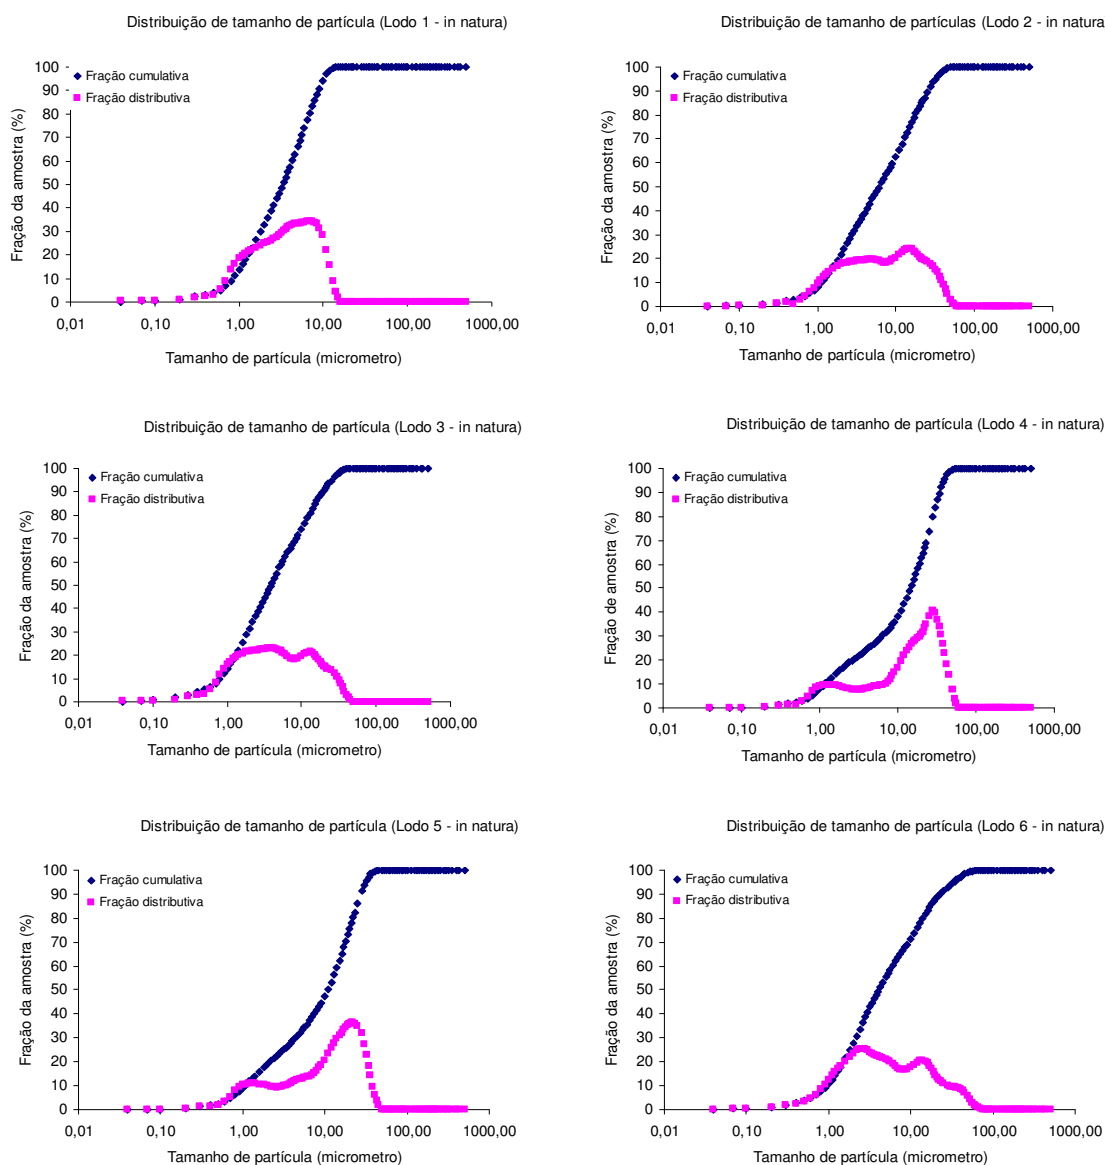 Distribuição de tamanho de partícula (Lodo 1 - in natura)
Fração da amostra (%)
100
90
80
70
60
50
40
30
20
10
0
Fração cumulativa
Fração distributiva
0,01 0,10 1,00 10,00 100,00 1000,00
Tamanho de partícula (micrometro)
Distribuição de tamanho de partículas (Lodo 2 - in natura
Fração da amostra (%)
100
90
80
70
60
50
40
30
20
10
0
Fração cumulativa
Fração distributiva
0,01 0,10 1,00 10,00 100,00 1000,00
Tamanho de partícula (micrometro)
Distribuição de tamanho de partícula (Lodo 3 - in natura)
Fração da amostra (%)
100
90
80
70
60
50
40
30
20
10
0
Fração cumulativa
Fração distributiva
0,01 0,10 1,00 10,00 100,00 1000,00
Tamanho de partícula (micrometro)
Distribuição de tamanho de partícula (Lodo 4 - in natura)
Fração de amostra (%)
100
90
80
70
60
50
40
30
20
10
0
Fração cumulativa
Fração distributiva
0,01 0,10 1,00 10,00 100,00 1000,00
Tamanho de partícula (micrometro)
Distribuição de tamanho de partícula (Lodo 5 - in natura)
Fração da amostra (%)
100
90
80
70
60
50
40
30
20
10
0
Fração cumulativa
Fração distributiva
0,01 0,10 1,00 10,00 100,00 1000,00
Tamanho de partícula (micrometro)
Distribuição de tamanho de partícula (Lodo 6 - in natura)
Fração da amostra (%)
100
90
80
70
60
50
40
30
20
10
0
Fração cumulativa
Fração distributiva
0,01 0,10 1,00 10,00 100,00 1000,00
Tamanho de partícula (micrometro)